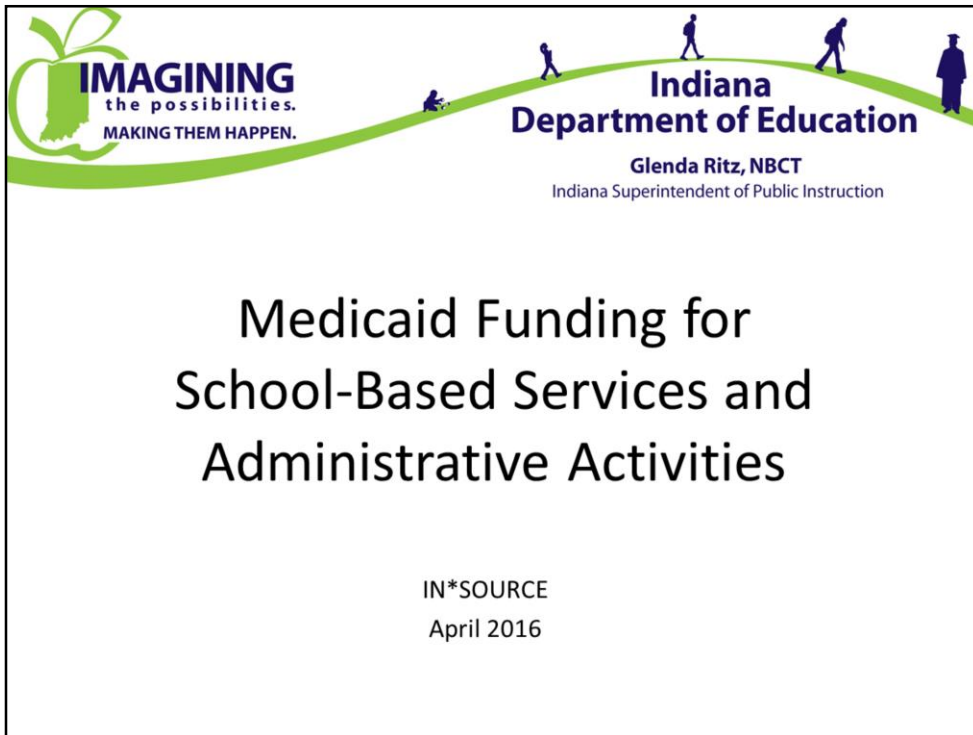 IMAGINING
the possibilities.
MAKING THEM HAPPEN.
Indiana
Department of Education
Glenda Ritz, NBCT
Indiana Superintendent of Public Instruction
Medicaid Funding for
School-Based Services and
Administrative Activities
IN*SOURCE
April 2016